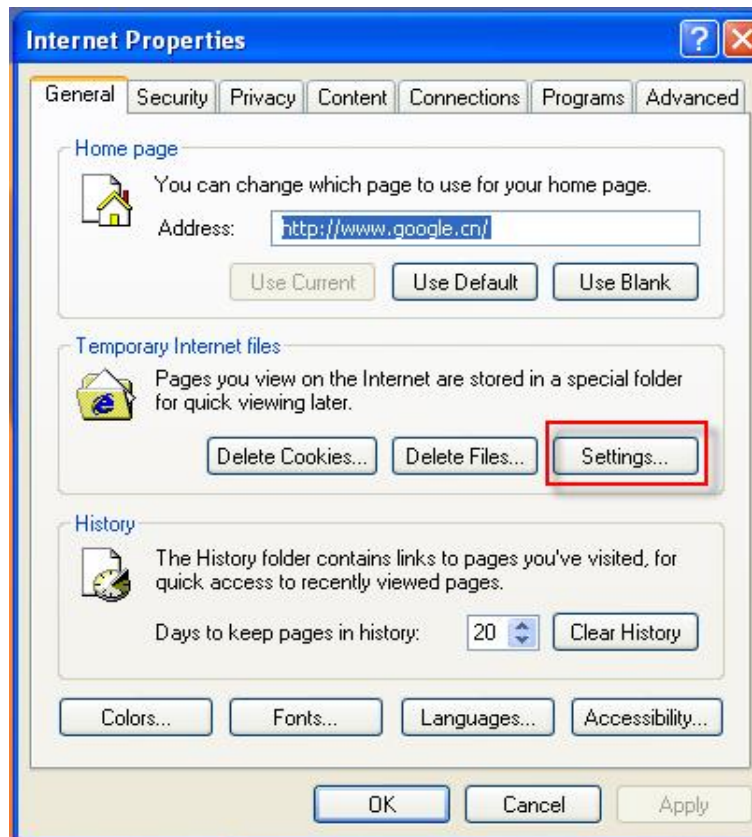 Internet Properties
General Security Privacy Content Connections Programs Advanced
Home page
You can change which page to use for your home page.
Address: http://www.google.cn/
Use Current Use Default Use Blank
Temporary Internet files
Pages you view on the Internet are stored in a special folder
for quick viewing later.
Delete Cookies... Delete Files... Settings...
History
The History folder contains links to pages you've visited, for
quick access to recently viewed pages.
Days to keep pages in history: 20 Clear History
Colors... Fonts... Languages... Accessibility...
OK Cancel Apply